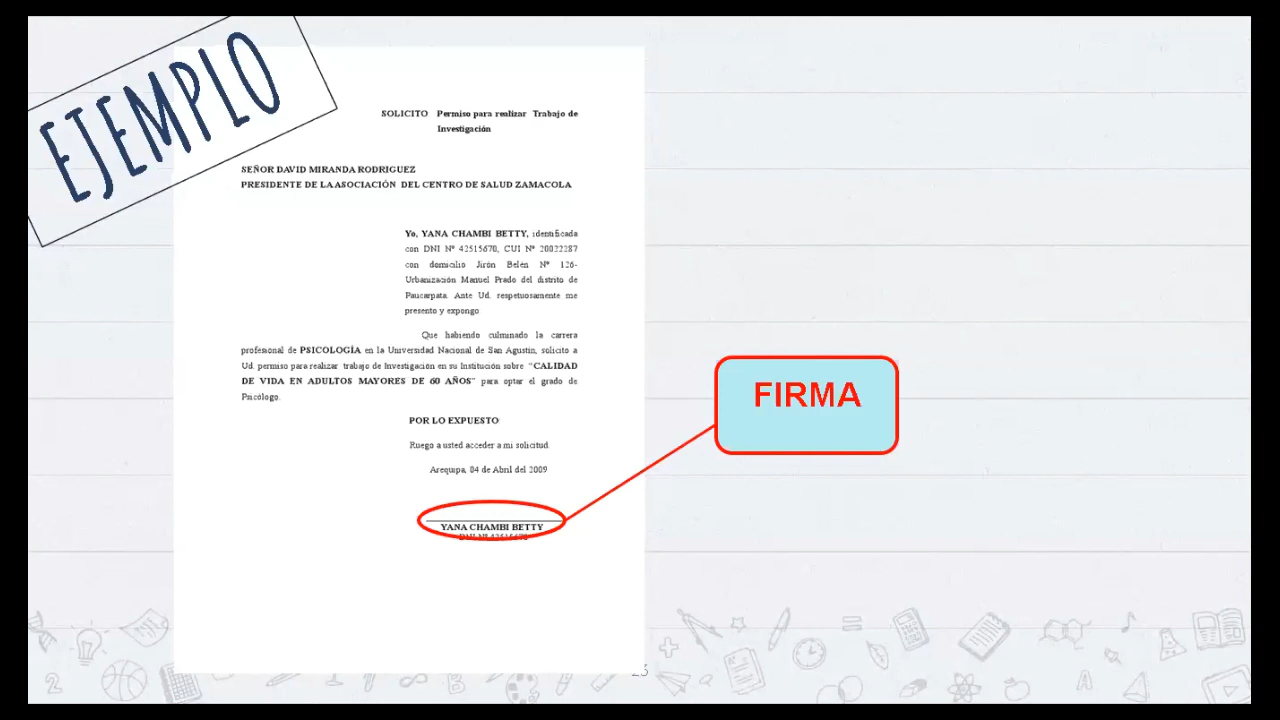 EJEMPLO
SOLICITO Permiso para realizar Trabajo de
Investigación
SEÑOR DAVID MIRANDA RODRIGUEZ
PRESIDENTE DE LA ASOCIACIÓN DEL CENTRO DE SALUD ZAMACOLA
Yo, YANA CHAMBI BETTY, identificada
con DNI Nº 42515670, CUI Nº 20022287
con domicilio Jirón Belén Nº 126-
Urbanización Manuel Prado del distrito de
Paucarpata. Ante Ud. respetuosamente me
presento y expongo
Que habiendo culminado la carrera
profesional de PSICOLOGÍA en la Universidad Nacional de San Agustín, solicito a
Ud. permiso para realizar trabajo de Investigación en su Institución sobre "CALIDAD
DE VIDA EN ADULTOS MAYORES DE 60 AÑOS" para optar el grado de
Psicólogo.
POR LO EXPUESTO
Ruego a usted acceder a mi solicitud.
Arequipa, 04 de Abril del 2009
FIRMA
YANA CHAMBI BETTY
DNI Nº 42515670